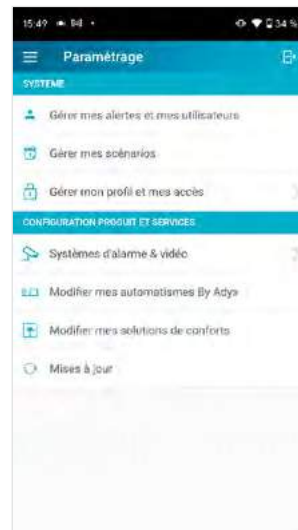 15:49 34 %
Paramétrage
SYSTÈME
Gérer mes alertes et mes utilisateurs
Gérer mes scénarios
Gérer mon profil et mes accès
CONFIGURATION PRODUIT ET SERVICES
Systèmes d'alarme & vidéo
Modifier mes automatismes By Adyx
Modifier mes solutions de conforts
Mises à jour